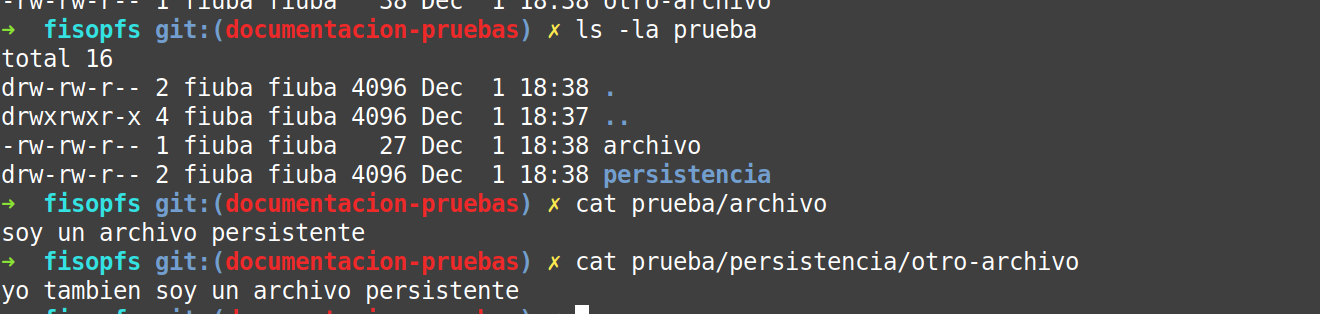 -rw-rw-r-- 1 fiuba fiuba   38 Dec  1 18:38 otro-archivo
→  fisopfs git:(documentacion-pruebas) ✗ ls -la prueba
total 16
drw-rw-r-- 2 fiuba fiuba 4096 Dec  1 18:38 .
drwxrwxr-x 4 fiuba fiuba 4096 Dec  1 18:37 ..
-rw-rw-r-- 1 fiuba fiuba   27 Dec  1 18:38 archivo
drw-rw-r-- 2 fiuba fiuba 4096 Dec  1 18:38 persistencia
→  fisopfs git:(documentacion-pruebas) ✗ cat prueba/archivo
soy un archivo persistente
→  fisopfs git:(documentacion-pruebas) ✗ cat prueba/persistencia/otro-archivo
yo tambien soy un archivo persistente